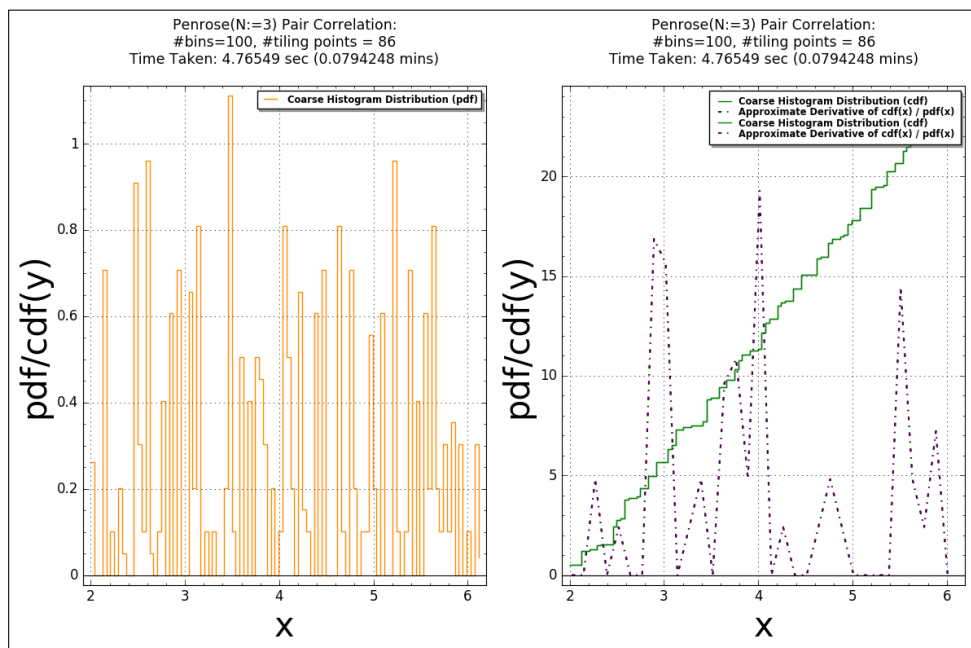 Penrose(N:=3) Pair Correlation:
#bins=100, #tiling points = 86
Time Taken: 4.76549 sec (0.0794248 mins)
Coarse Histogram Distribution (pdf)
pdf/cdf(y)
1
0.8
0.6
0.4
0.2
0
2
3
4
5
6
x
Penrose(N:=3) Pair Correlation:
#bins=100, #tiling points = 86
Time Taken: 4.76549 sec (0.0794248 mins)
Coarse Histogram Distribution (cdf)
Approximate Derivative of cdf(x) / pdf(x)
Coarse Histogram Distribution (cdf)
Approximate Derivative of cdf(x) / pdf(x)
pdf/cdf(y)
20
15
10
5
0
2
3
4
5
6
x